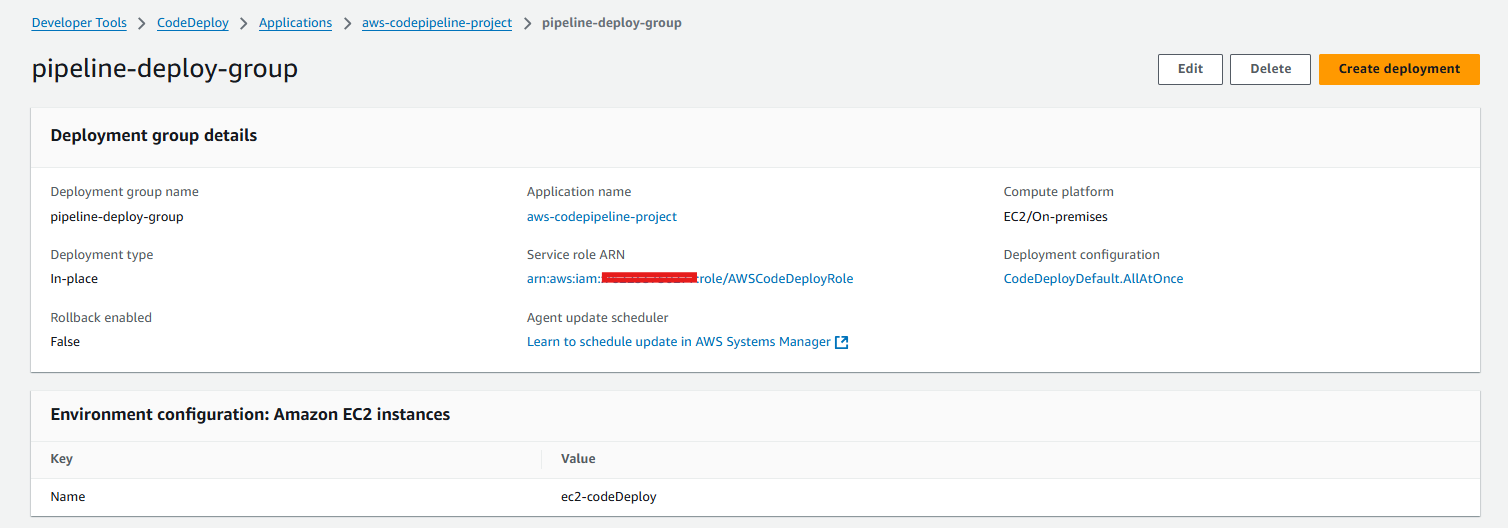 Developer Tools > CodeDeploy > Applications > aws-codepipeline-project > pipeline-deploy-group
pipeline-deploy-group
Edit Delete Create deployment
Deployment group details
Deployment group name Application name Compute platform
pipeline-deploy-group aws-codepipeline-project EC2/On-premises
Deployment type Service role ARN Deployment configuration
In-place arn:aws:iam: :role/AWSCodeDeployRole CodeDeployDefault.AllAtOnce
Rollback enabled Agent update scheduler
False Learn to schedule update in AWS Systems Manager
Environment configuration: Amazon EC2 instances
Key Value
Name ec2-codeDeploy